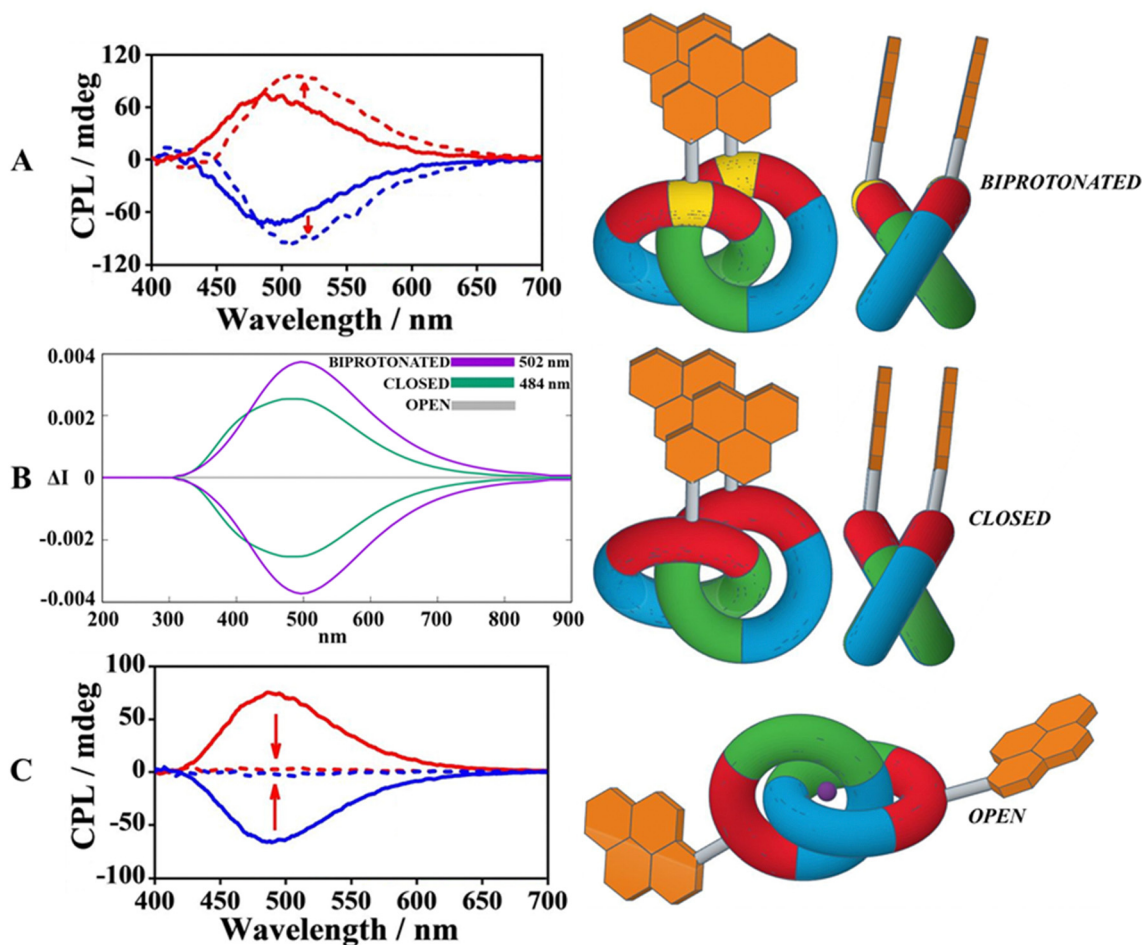 A
CPL / mdeg
120
60
0
-60
-120
400 450 500 550 600 650 700
Wavelength / nm
BIPROTONATED
B
ΔI
0.004
0.002
0
-0.002
-0.004
BIPROTONATED 502 nm
CLOSED 484 nm
OPEN
200 300 400 500 600 700 800 900
nm
CLOSED
C
CPL / mdeg
100
50
0
-50
-100
400 450 500 550 600 650 700
Wavelength / nm
OPEN